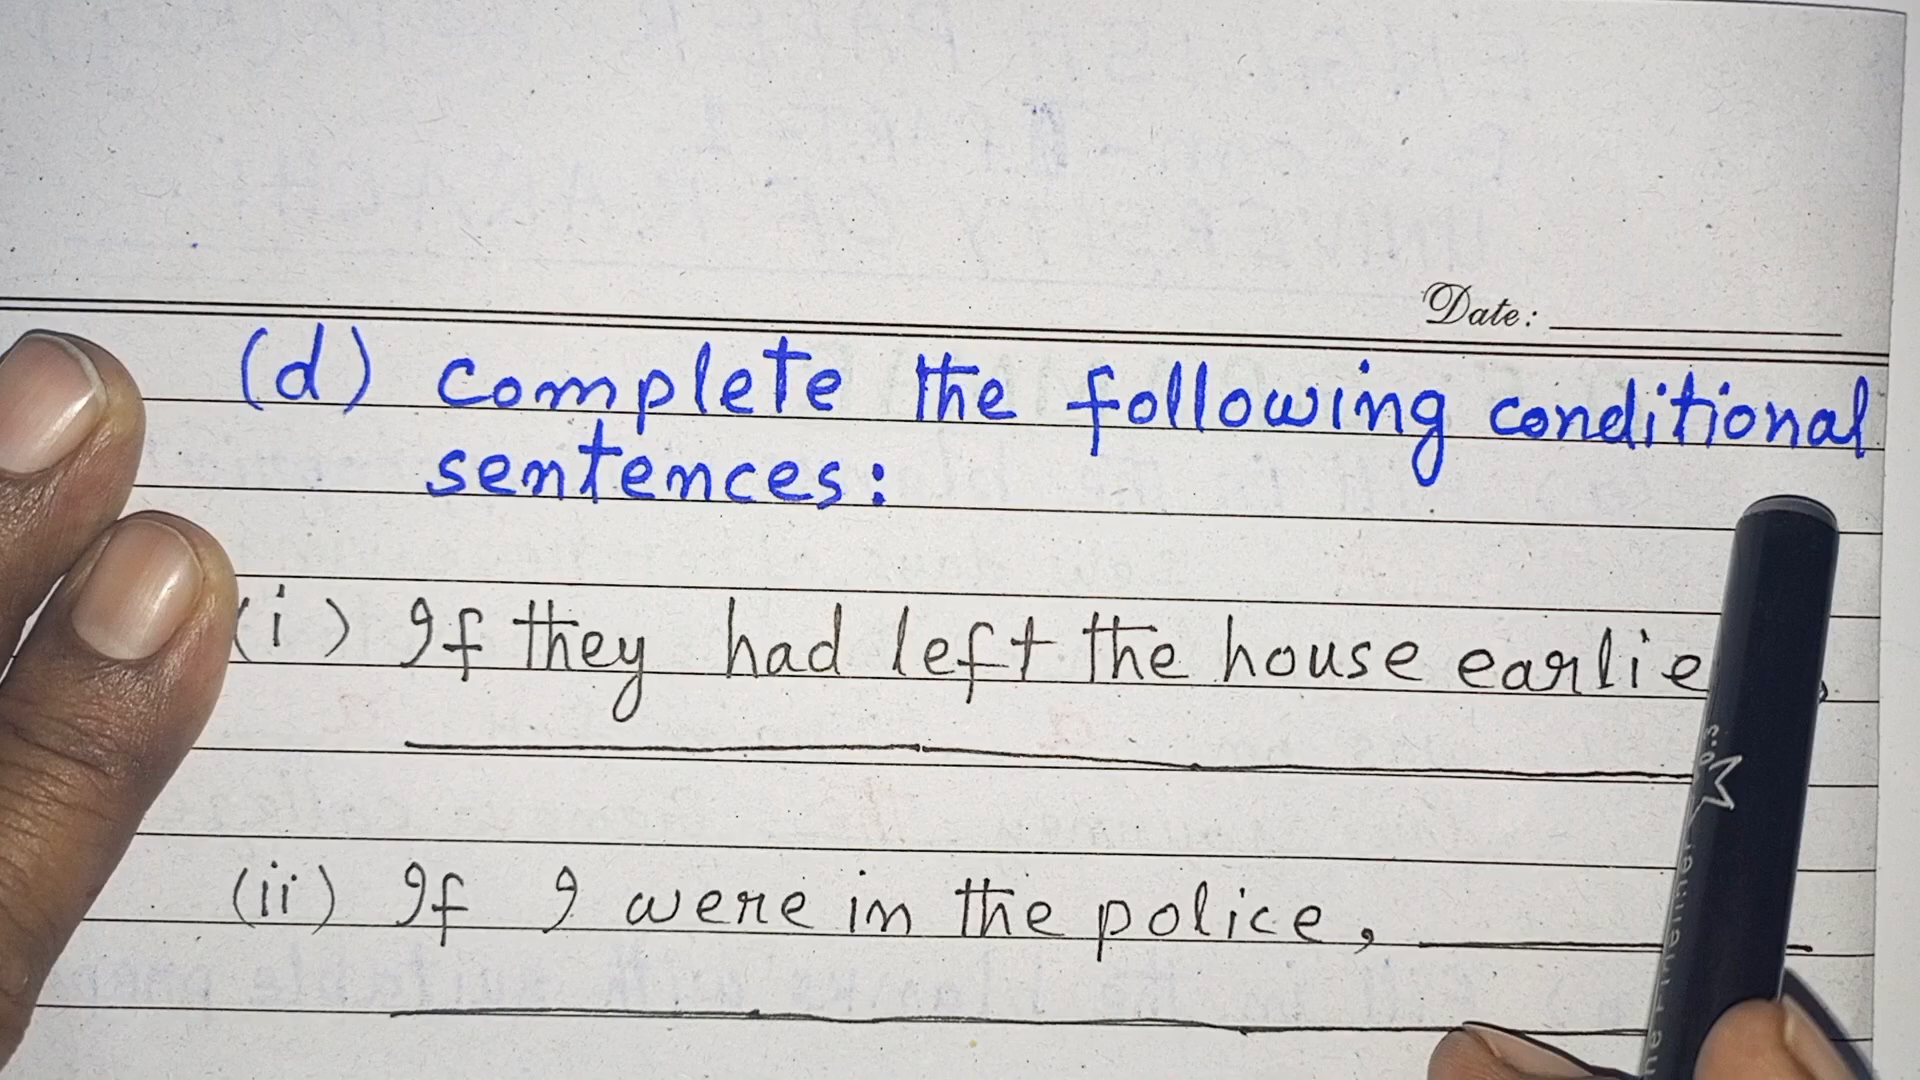 Date:
(d) complete the following conditional
sentences:
(i) If they had left the house earlie
(ii) If I were in the police,